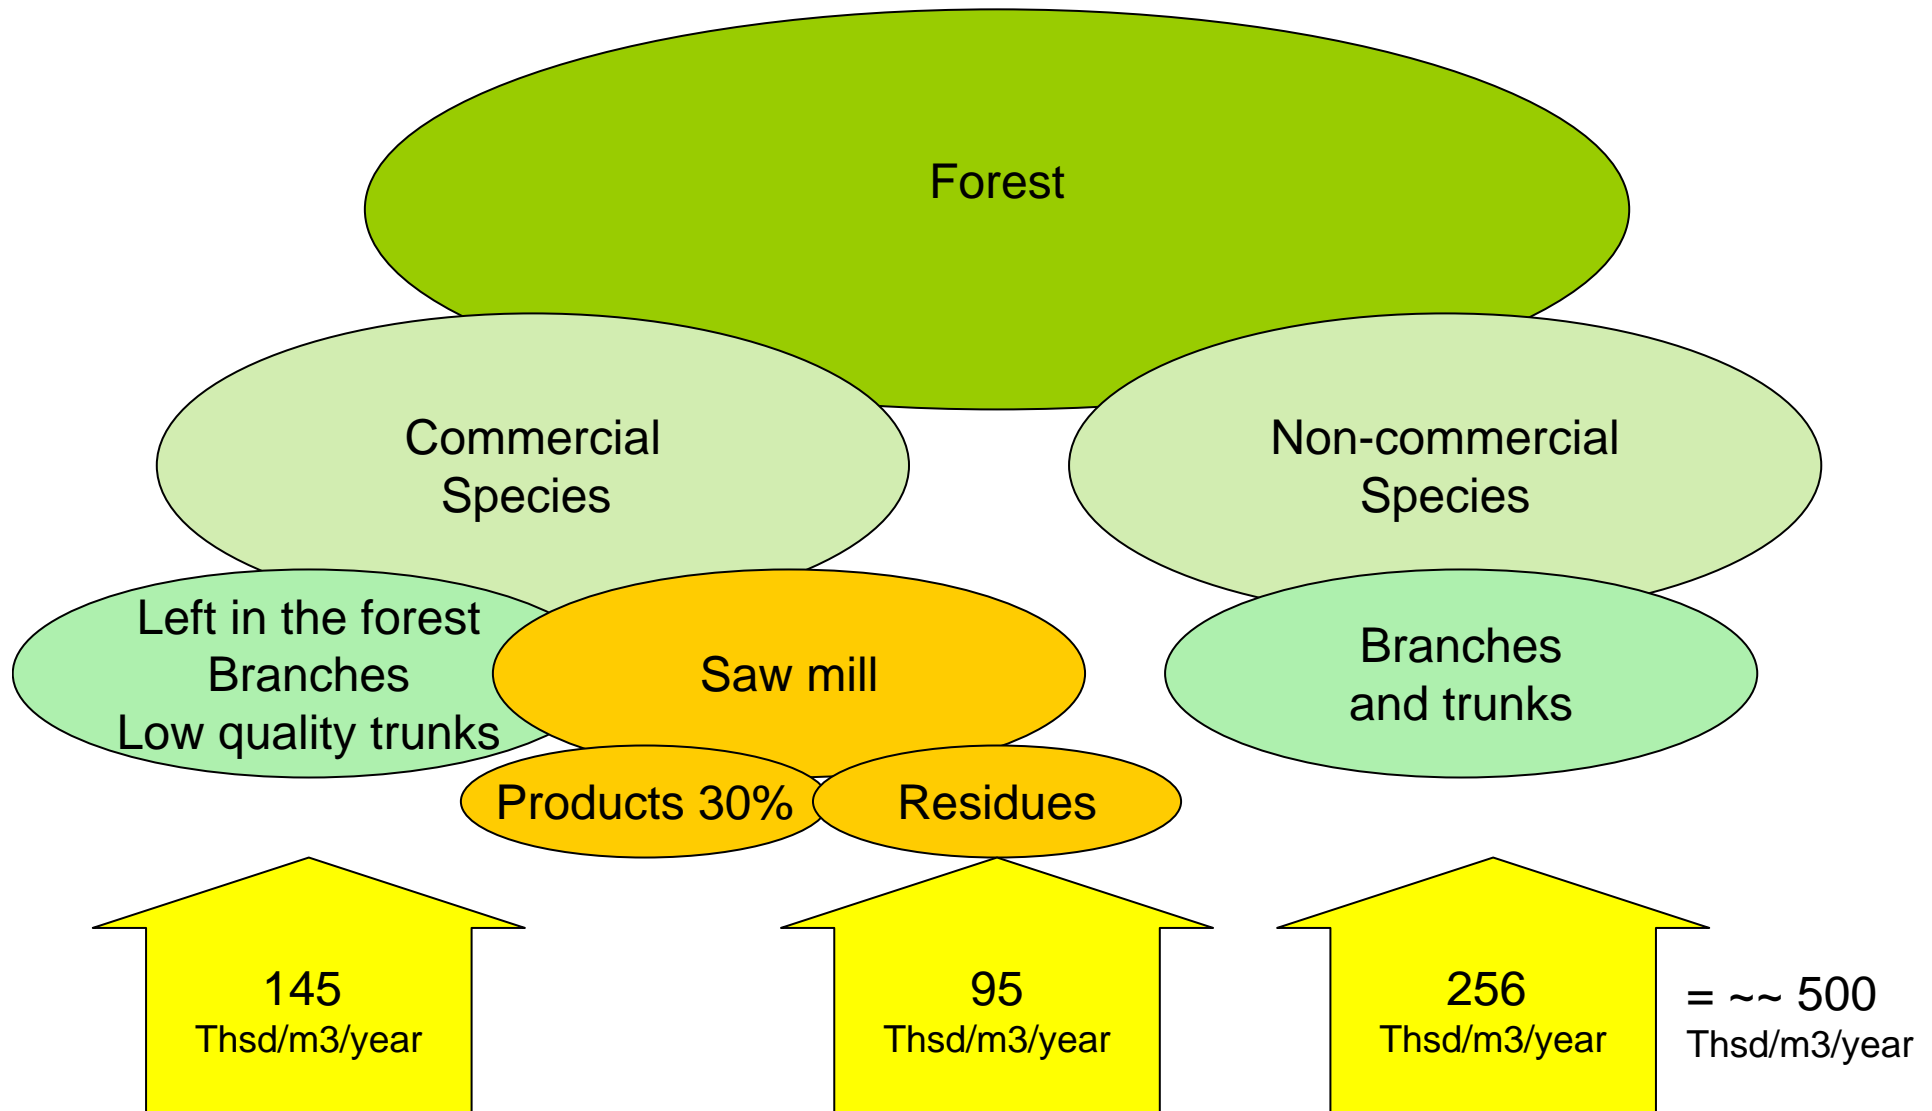 Forest
Commercial
Species
Non-commercial
Species
Left in the forest
Branches
Low quality trunks
Saw mill
Branches
and trunks
Products 30%
Residues
145
Thsd/m3/year
95
Thsd/m3/year
256
Thsd/m3/year
= ~~ 500
Thsd/m3/year